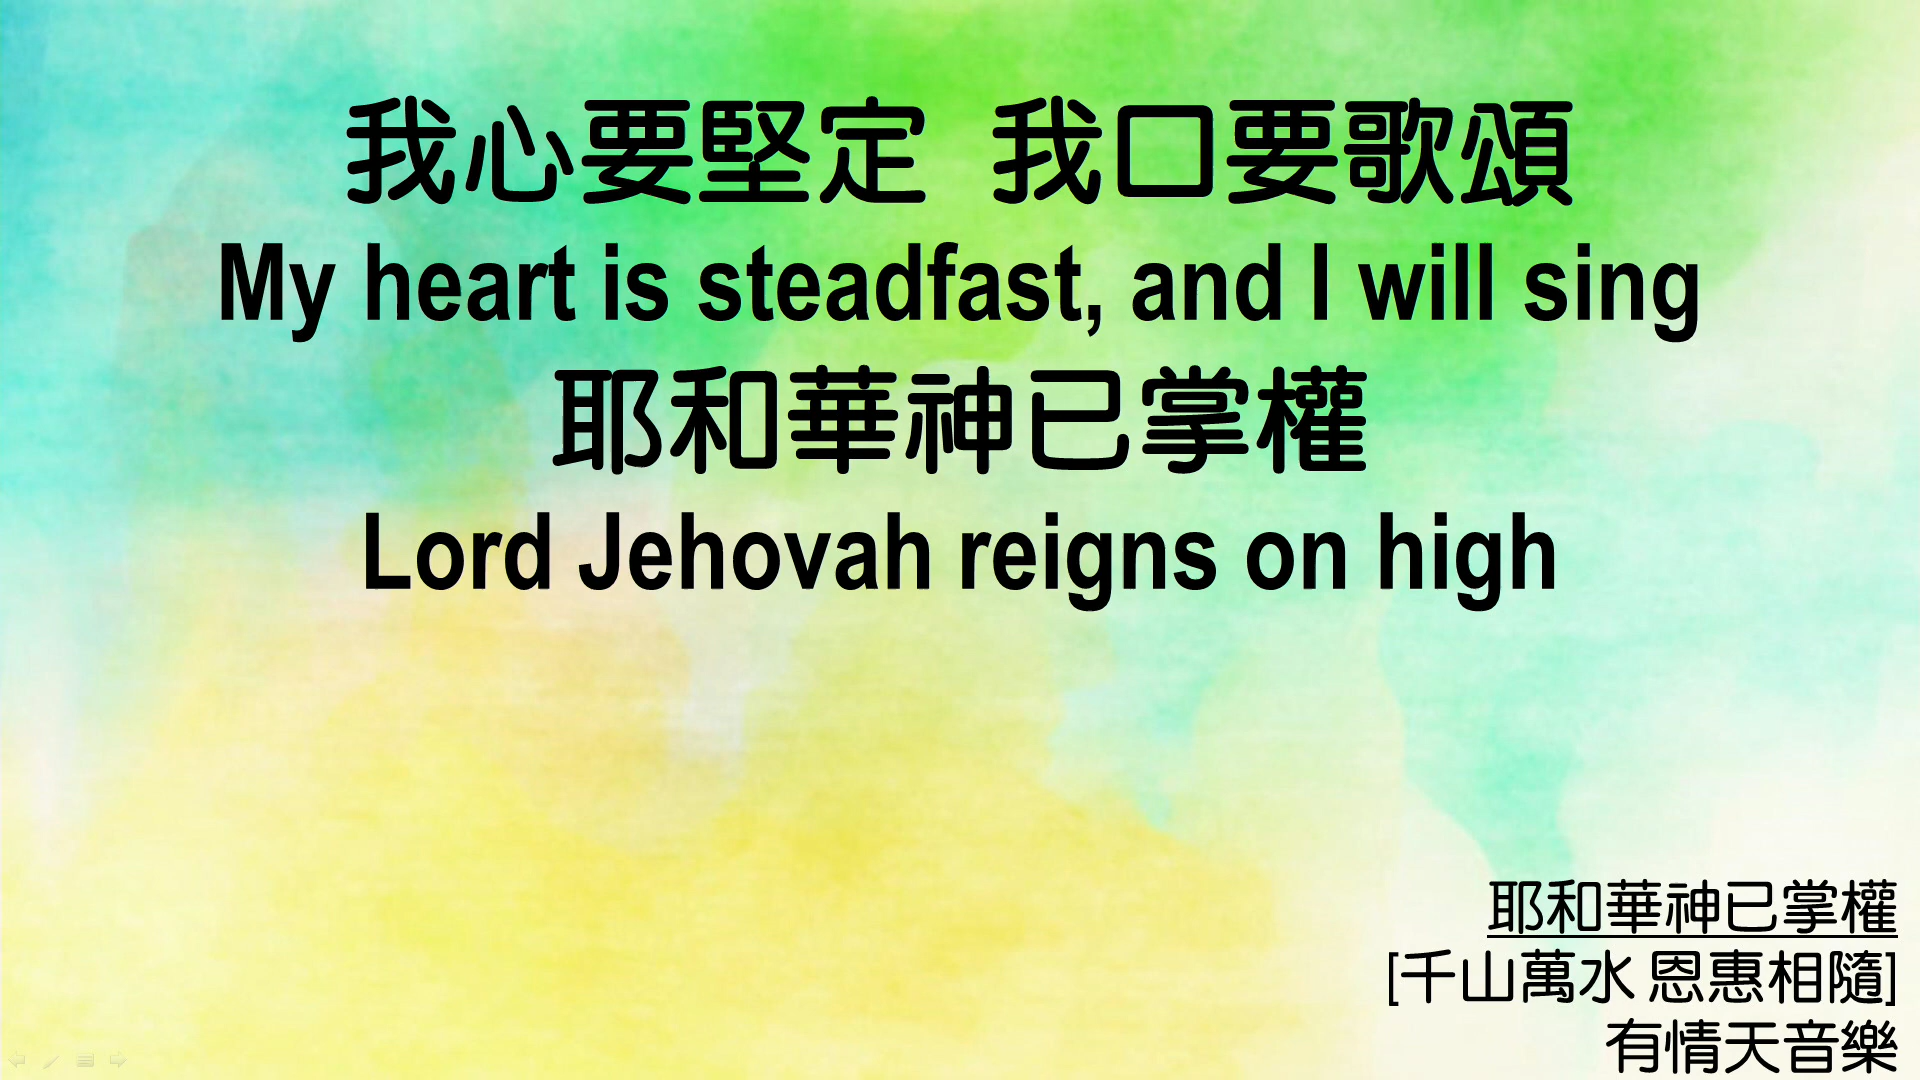 我心要堅定 我口要歌頌
My heart is steadfast, and I will sing
耶和華神已掌權
Lord Jehovah reigns on high
耶和華神已掌權
[千山萬水 恩惠相隨]
有情天音樂